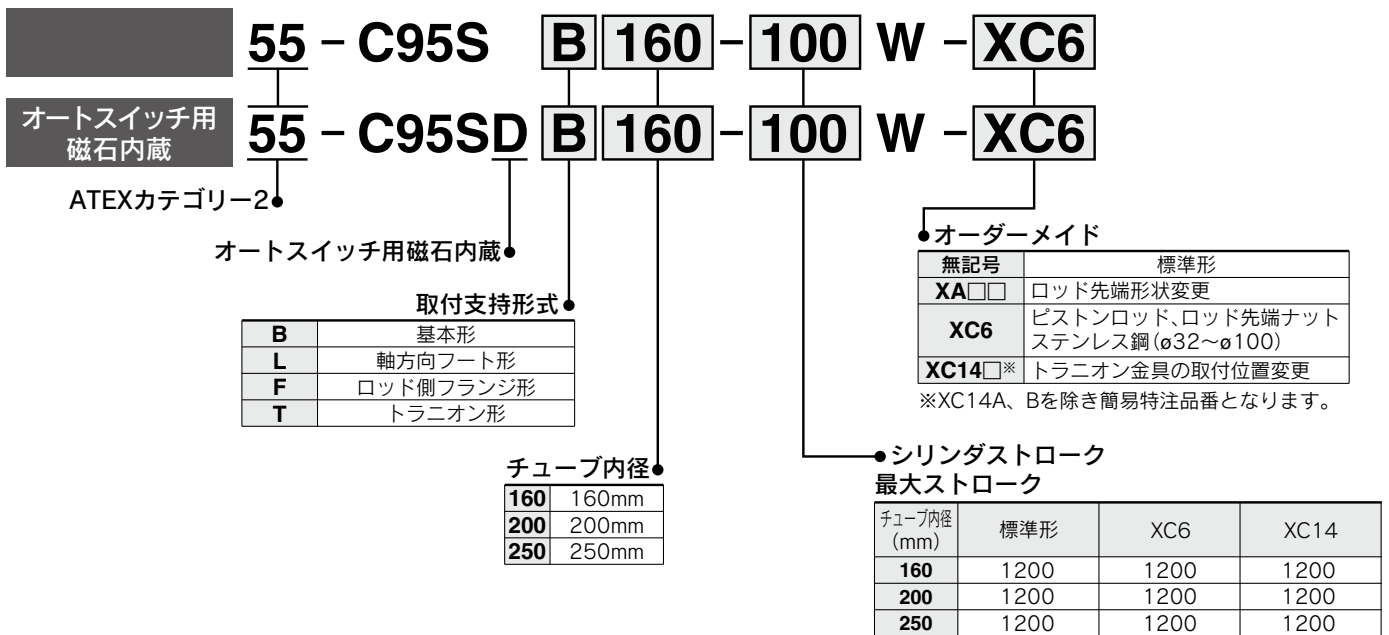 55 - C95S B 160 - 100 W - XC6
オートスイッチ用
磁石内蔵
55 - C95SD B 160 - 100 W - XC6
ATEXカテゴリー2
オートスイッチ用磁石内蔵
取付支持形式
B 基本形
L 軸方向フート形
F ロッド側フランジ形
T トラニオン形
チューブ内径
160 160mm
200 200mm
250 250mm
オーダーメイド
無記号 標準形
XA□□ ロッド先端形状変更
XC6 ピストンロッド、ロッド先端ナット
ステンレス鋼(ø32～ø100)
XC14□※ トラニオン金具の取付位置変更
※XC14A、Bを除き簡易特注品番となります。
シリンダストローク
最大ストローク
チューブ内径
(mm) 標準形 XC6 XC14
160 1200 1200 1200
200 1200 1200 1200
250 1200 1200 1200